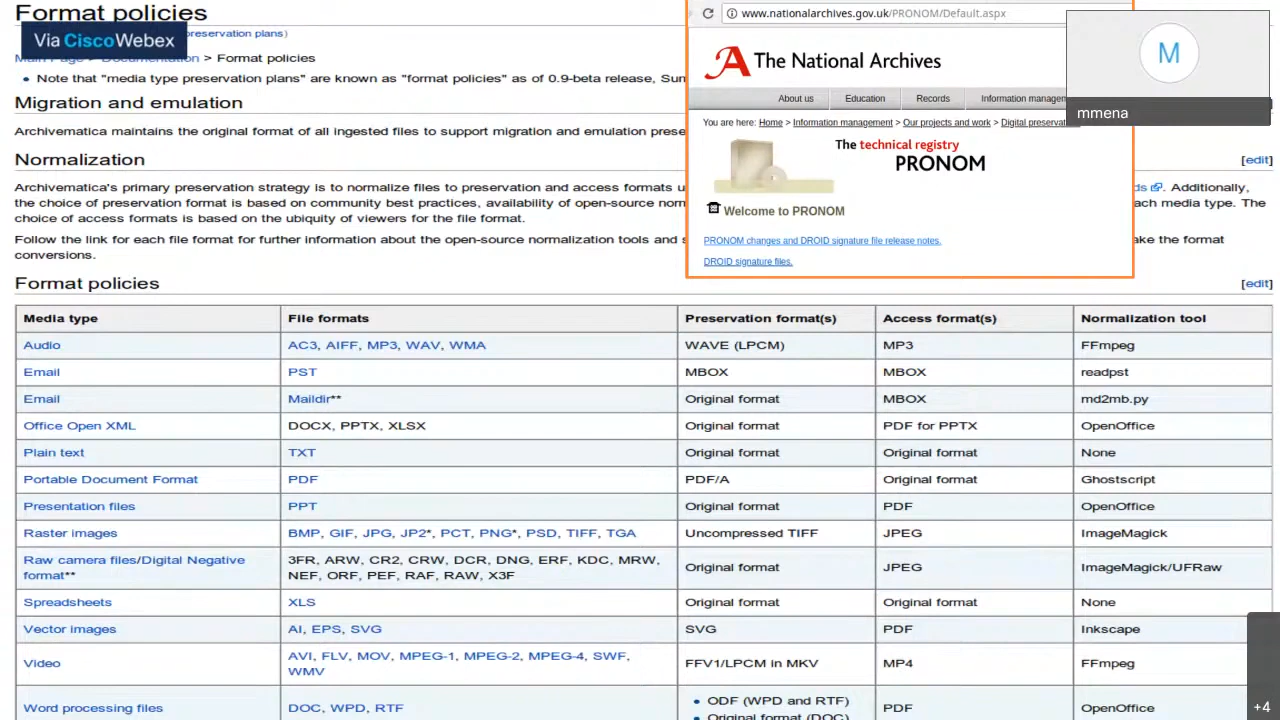 Format policies
Via Cisco Webex
preservation plans)
Main Page > Documentation > Format policies
• Note that "media type preservation plans" are known as "format policies" as of 0.9-beta release, Sun
Migration and emulation
Archivematica maintains the original format of all ingested files to support migration and emulation prese
Normalization
[edit]
Archivematica's primary preservation strategy is to normalize files to preservation and access formats u
ds. Additionally,
the choice of preservation format is based on community best practices, availability of open-source nor
ach media type. The
choice of access formats is based on the ubiquity of viewers for the file format.
Follow the link for each file format for further information about the open-source normalization tools and s
ake the format
conversions.
www.nationalarchives.gov.uk/PRONOM/Default.aspx
The National Archives
About us Education Records Information managem
You are here: Home > Information management > Our projects and work > Digital preservat
The technical registry
PRONOM
Welcome to PRONOM
PRONOM changes and DROID signature file release notes.
DROID signature files.
M
mmena
Format policies
[edit]
Media type File formats Preservation format(s) Access format(s) Normalization tool
Audio AC3, AIFF, MP3, WAV, WMA WAVE (LPCM) MP3 FFmpeg
Email PST MBOX MBOX readpst
Email Maildir** Original format MBOX md2mb.py
Office Open XML DOCX, PPTX, XLSX Original format PDF for PPTX OpenOffice
Plain text TXT Original format Original format None
Portable Document Format PDF PDF/A Original format Ghostscript
Presentation files PPT Original format PDF OpenOffice
Raster images BMP, GIF, JPG, JP2*, PCT, PNG*, PSD, TIFF, TGA Uncompressed TIFF JPEG ImageMagick
Raw camera files/Digital Negative format** 3FR, ARW, CR2, CRW, DCR, DNG, ERF, KDC, MRW, NEF, ORF, PEF, RAF, RAW, X3F Original format JPEG ImageMagick/UFRaw
Spreadsheets XLS Original format Original format None
Vector images AI, EPS, SVG SVG PDF Inkscape
Video AVI, FLV, MOV, MPEG-1, MPEG-2, MPEG-4, SWF, WMV FFV1/LPCM in MKV MP4 FFmpeg
Word processing files DOC, WPD, RTF • ODF (WPD and RTF) • Original format (DOC) PDF OpenOffice
+4